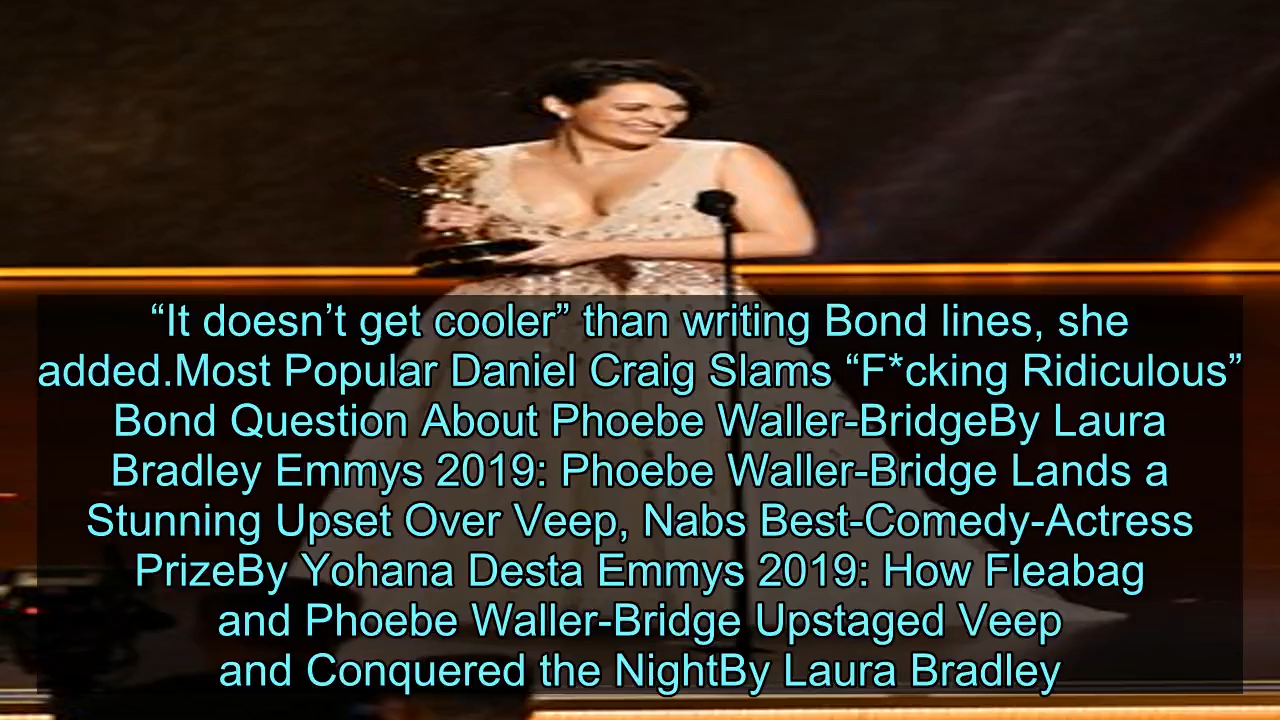 “It doesn’t get cooler” than writing Bond lines, she
added.Most Popular Daniel Craig Slams “F*cking Ridiculous”
Bond Question About Phoebe Waller-BridgeBy Laura
Bradley Emmys 2019: Phoebe Waller-Bridge Lands a
Stunning Upset Over Veep, Nabs Best-Comedy-Actress
PrizeBy Yohana Desta Emmys 2019: How Fleabag
and Phoebe Waller-Bridge Upstaged Veep
and Conquered the NightBy Laura Bradley